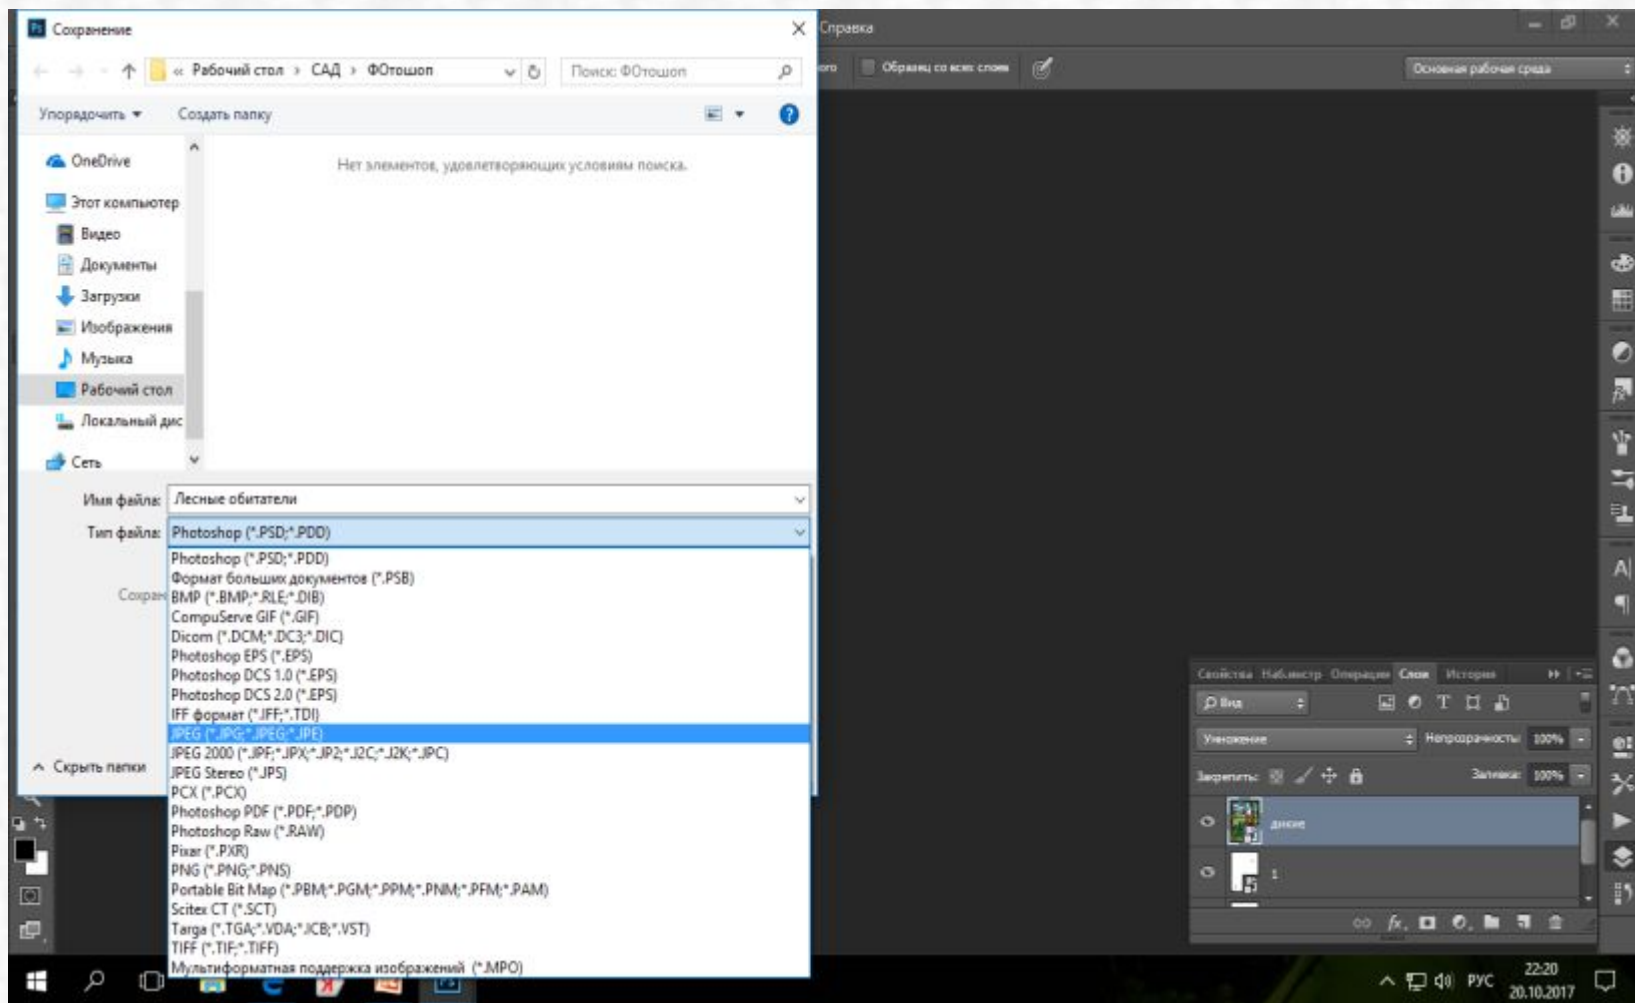 Сохранение
Справка
« Рабочий стол › САД › ФОтошоп
Поиск: ФОтошоп
ого
Образец со всех слоев
Основная рабочая среда
Упорядочить
Создать папку
OneDrive
Нет элементов, удовлетворяющих условиям поиска.
Этот компьютер
Видео
Документы
Загрузки
Изображения
Музыка
Рабочий стол
Локальный дис
Сеть
Имя файла: Лесные обитатели
Тип файла: Photoshop (*.PSD;*.PDD)
Photoshop (*.PSD;*.PDD)
Формат больших документов (*.PSB)
Сохран
BMP (*.BMP;*.RLE;*.DIB)
CompuServe GIF (*.GIF)
Dicom (*.DCM;*.DC3;*.DIC)
Photoshop EPS (*.EPS)
Photoshop DCS 1.0 (*.EPS)
Photoshop DCS 2.0 (*.EPS)
IFF формат (*.IFF;*.TDI)
JPEG (*.JPG;*.JPEG;*.JPE)
JPEG 2000 (*.JPF;*.JPX;*.JP2;*.J2C;*.J2K;*.JPC)
JPEG Stereo (*.JPS)
PCX (*.PCX)
Photoshop PDF (*.PDF;*.PDP)
Photoshop Raw (*.RAW)
Pixar (*.PXR)
PNG (*.PNG;*.PNS)
Portable Bit Map (*.PBM;*.PGM;*.PPM;*.PNM;*.PFM;*.PAM)
Scitex CT (*.SCT)
Targa (*.TGA;*.VDA;*.ICB;*.VST)
TIFF (*.TIF;*.TIFF)
Мультиформатная поддержка изображений (*.MPO)
Скрыть папки
Свойства Наб.кистр Операции Слои История
Вид
Умножение Непрозрачность: 100%
Закрепить: Заливка: 100%
дикие
1
РУС
22:20
20.10.2017